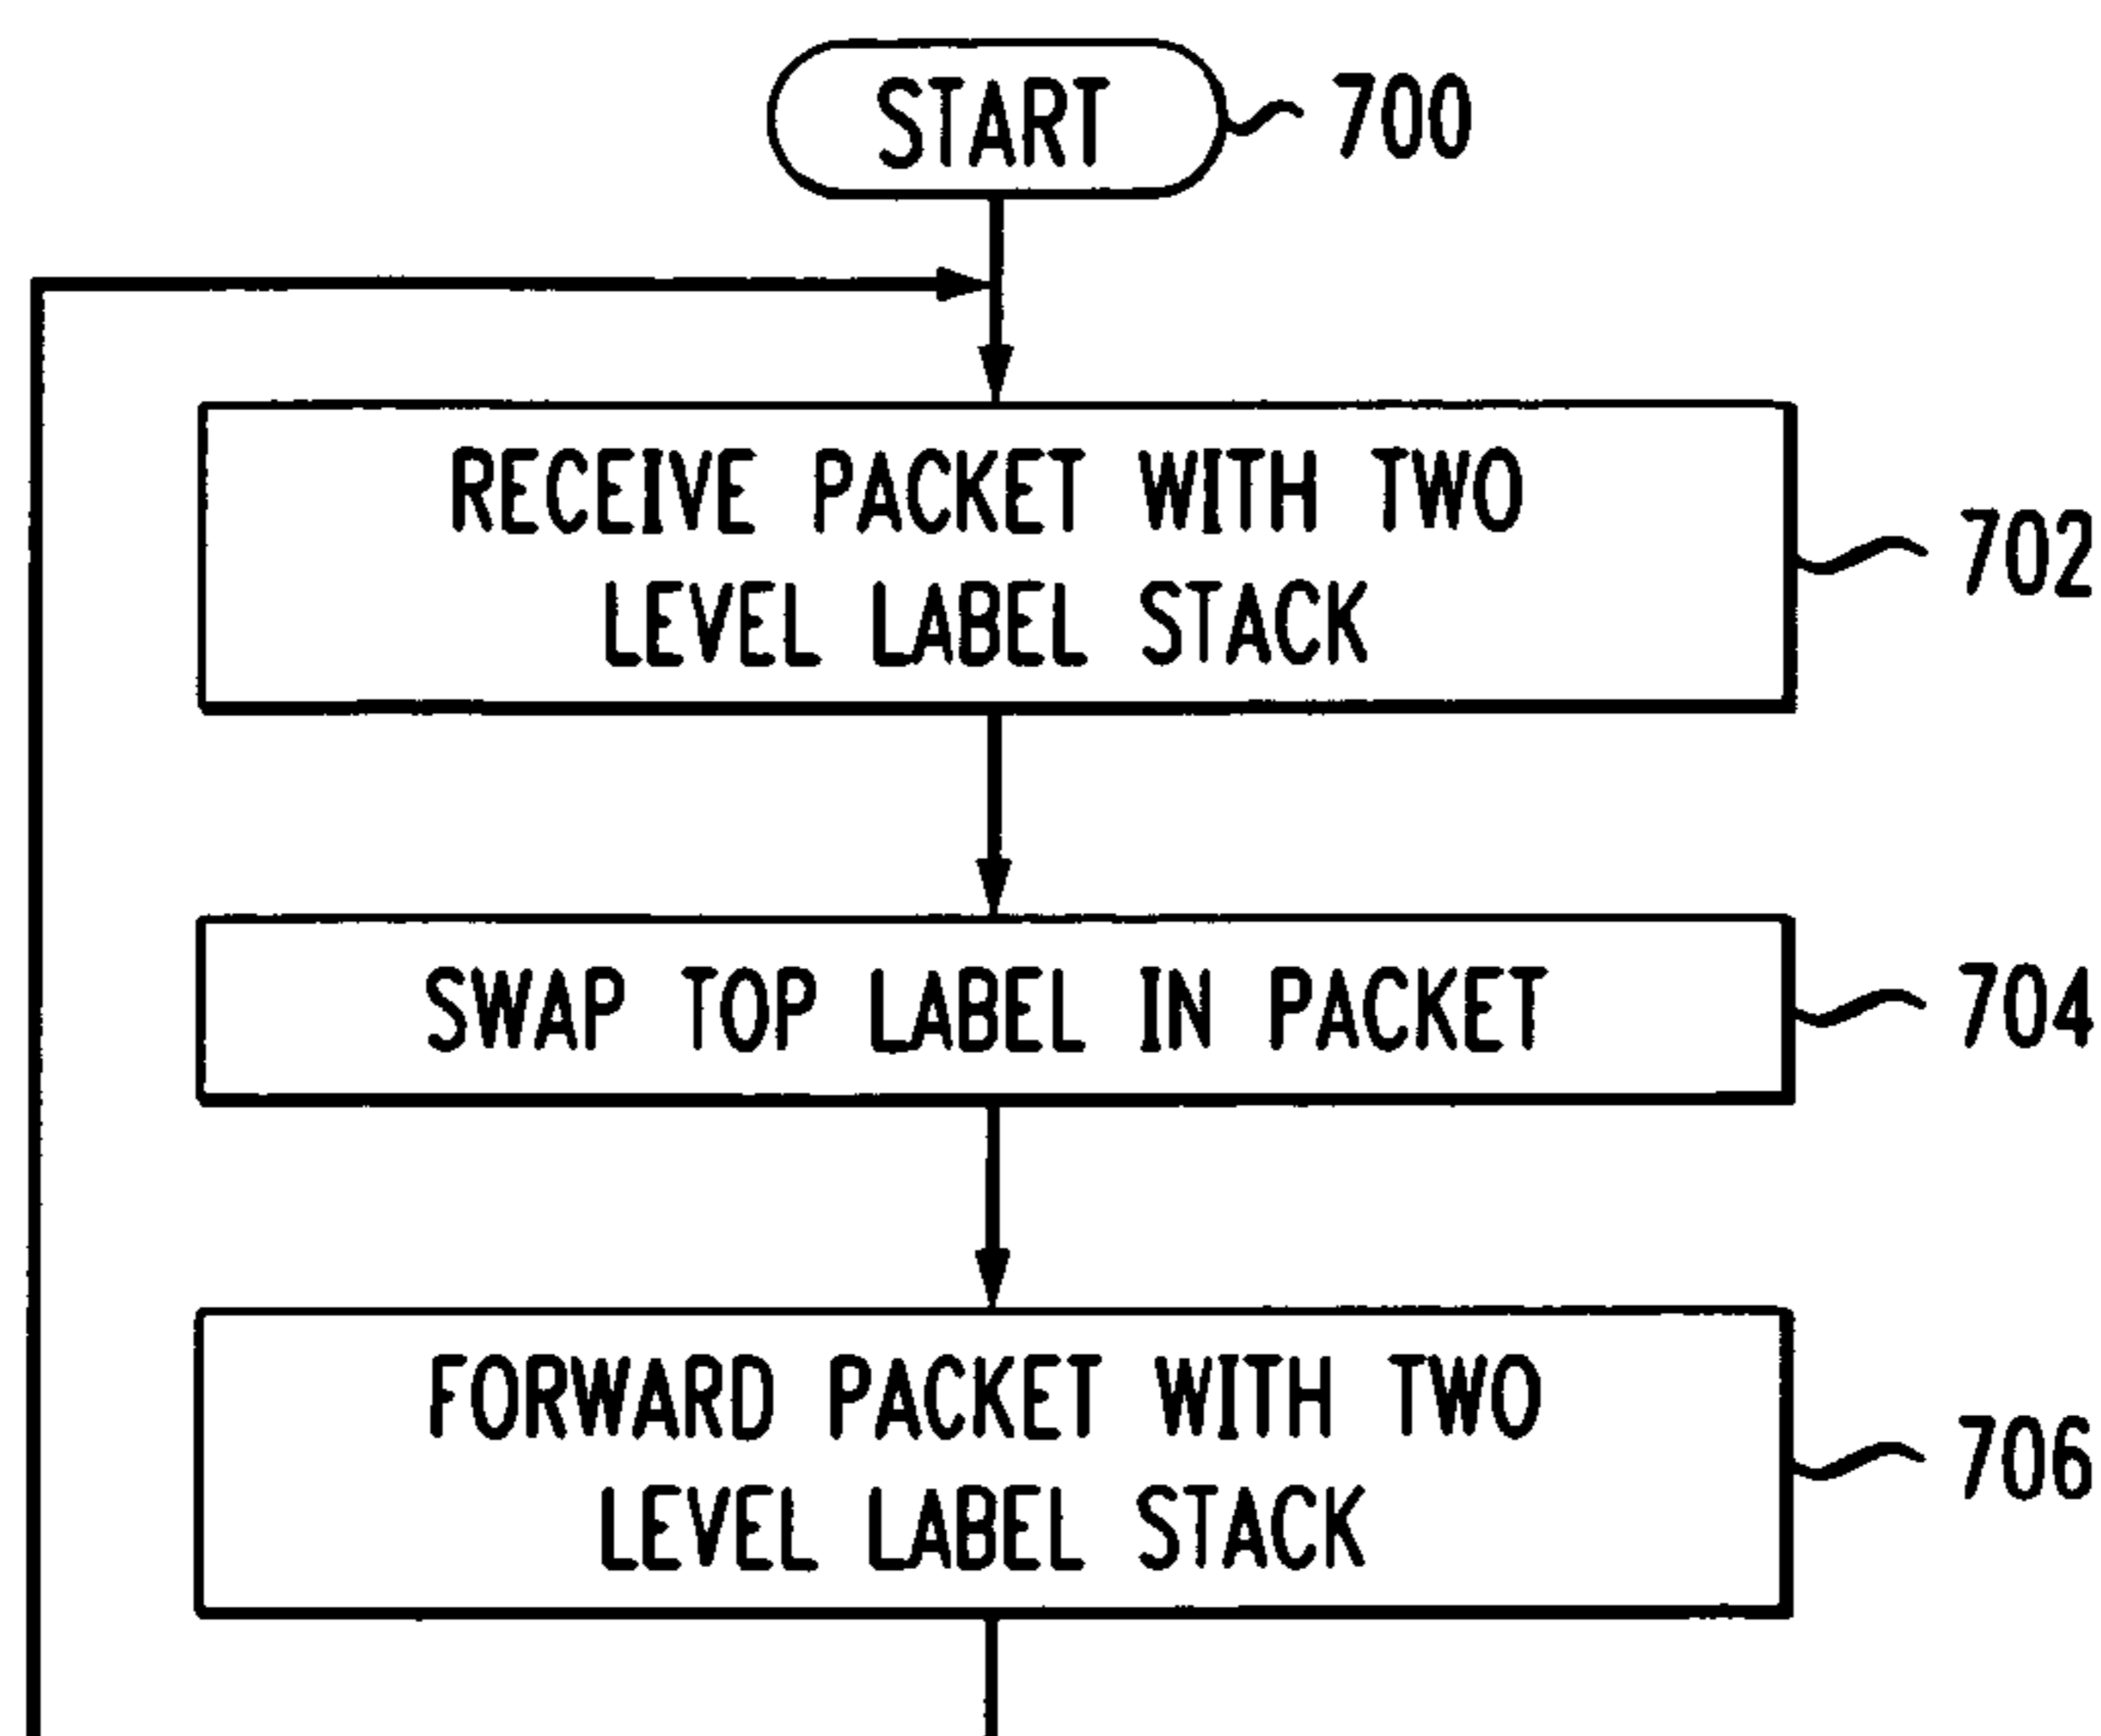 START
700
RECEIVE PACKET WITH TWO
LEVEL LABEL STACK
702
SWAP TOP LABEL IN PACKET
704
FORWARD PACKET WITH TWO
LEVEL LABEL STACK
706